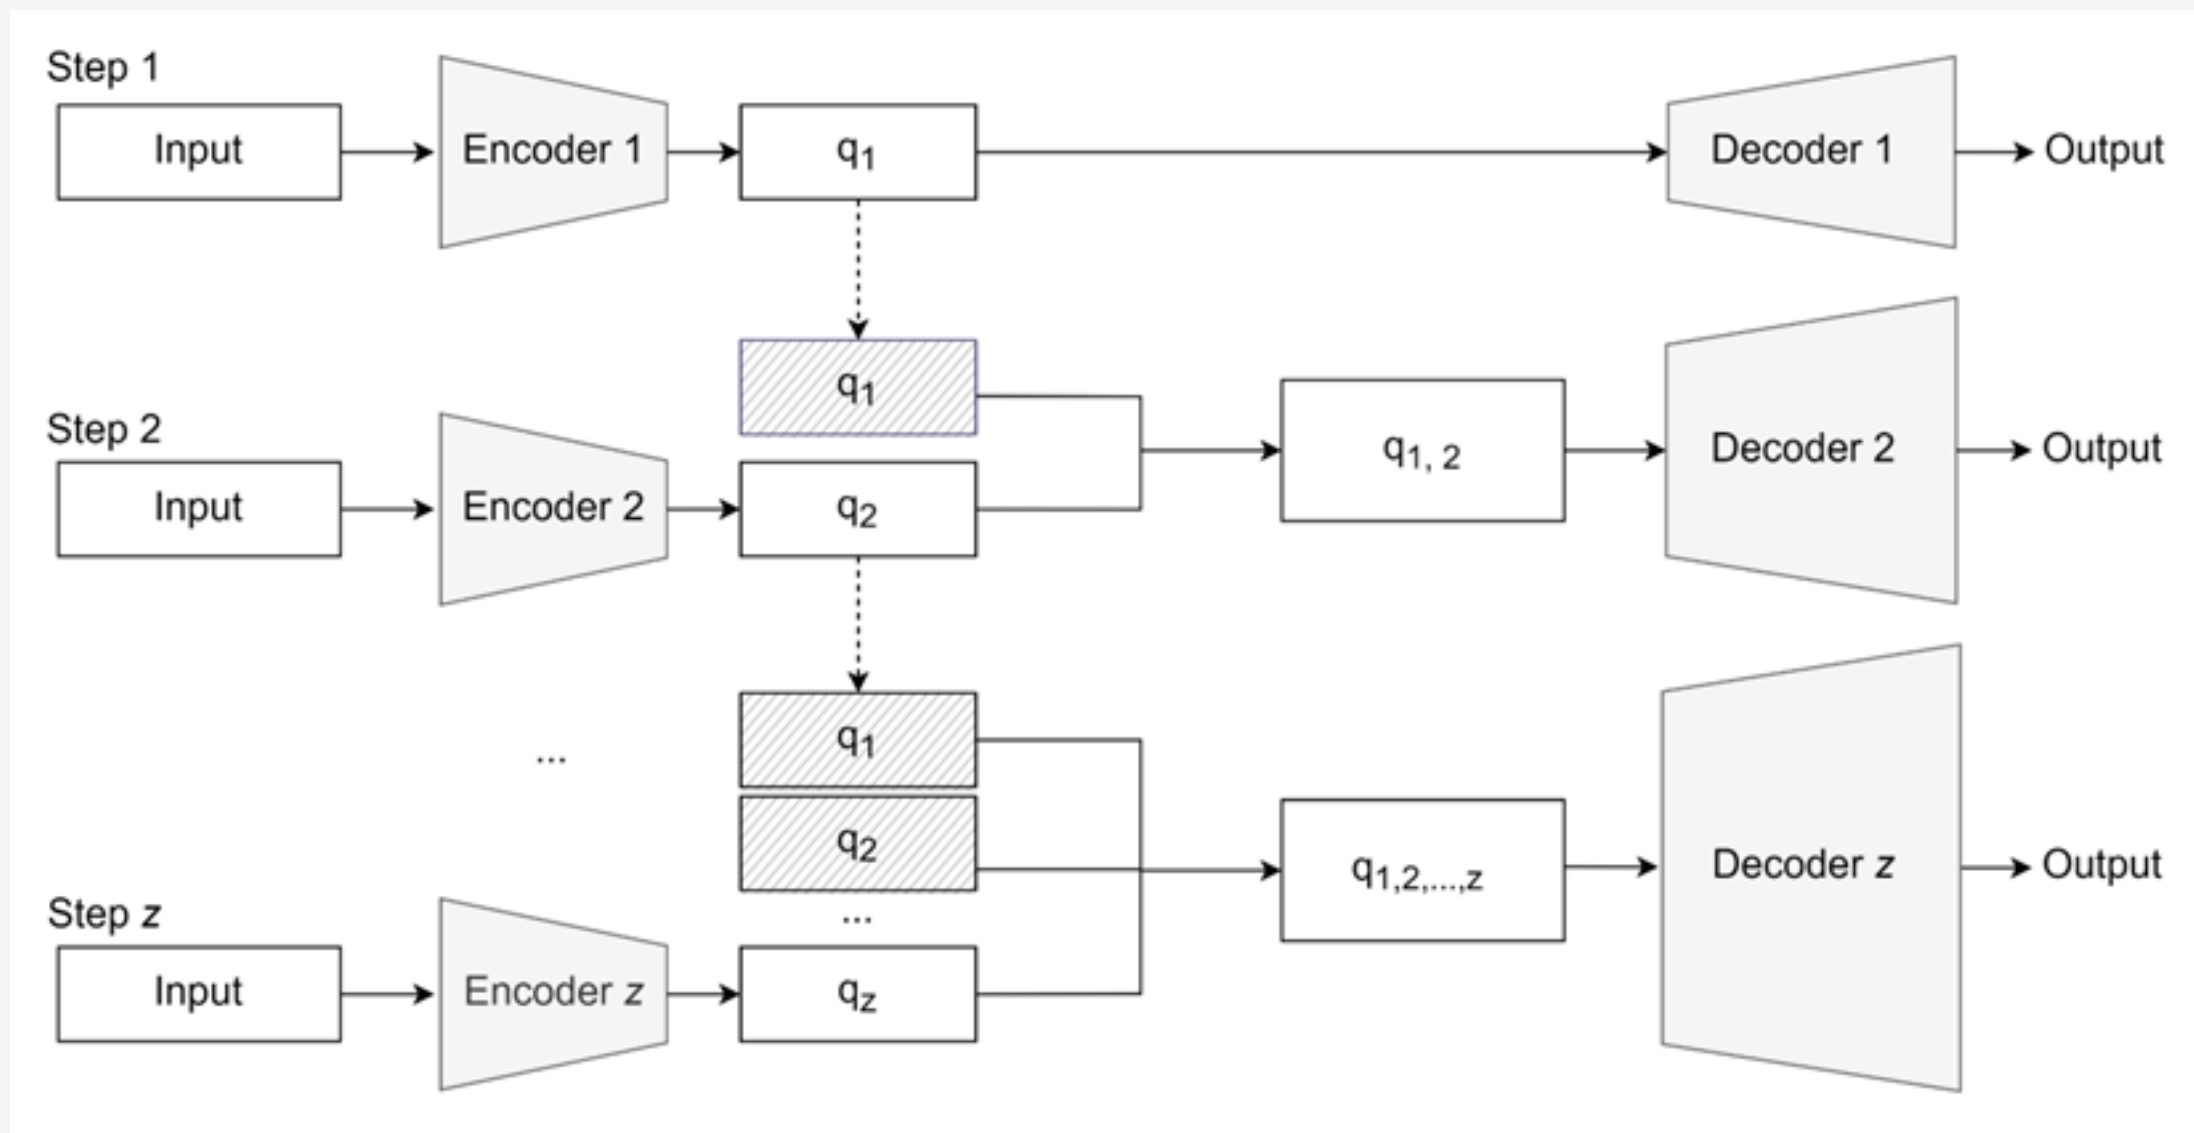 Step 1
Input
Encoder 1
q1
Decoder 1
Output
q1
Step 2
Input
Encoder 2
q2
q1, 2
Decoder 2
Output
...
q1
q2
...
Step z
Input
Encoder z
qz
q1,2,...,z
Decoder z
Output